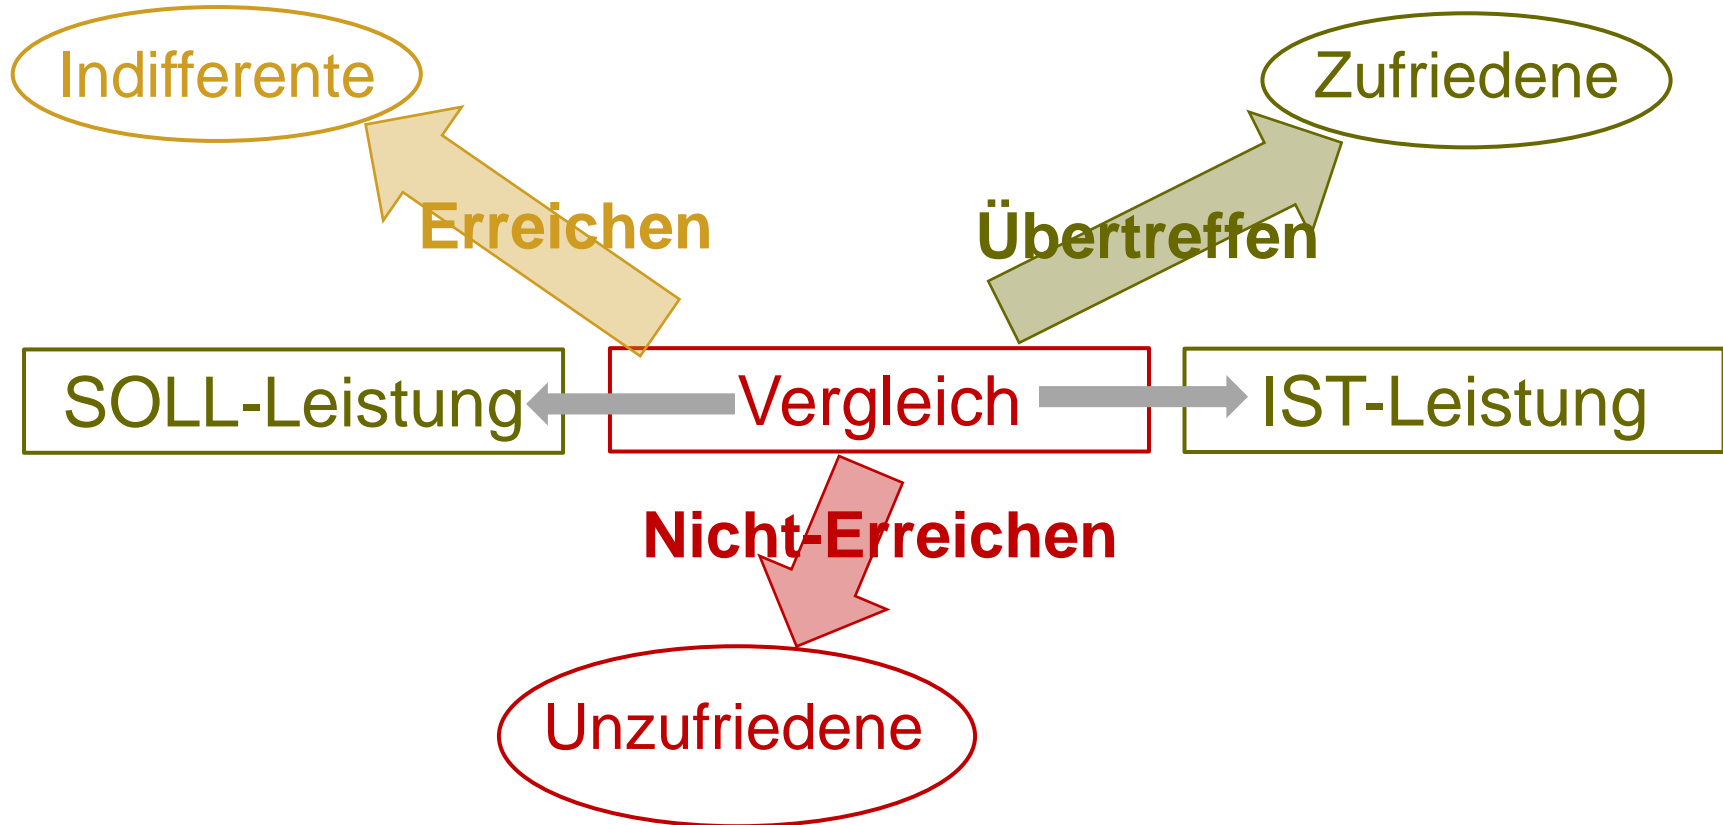 Indifferente
Zufriedene
Erreichen
Übertreffen
SOLL-Leistung
Vergleich
IST-Leistung
Nicht-Erreichen
Unzufriedene